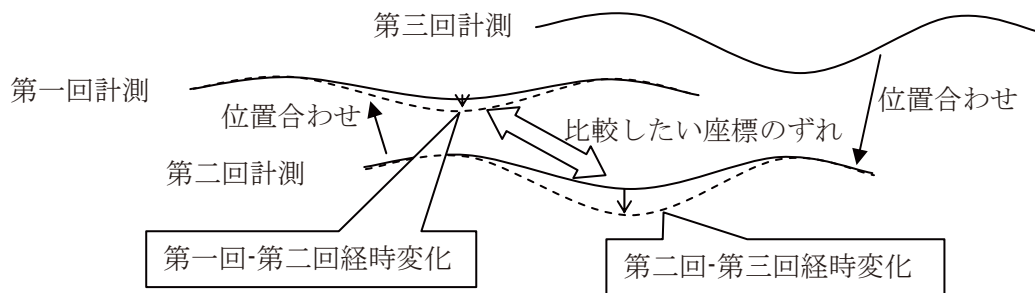 第三回計測
第一回計測
位置合わせ
位置合わせ
比較したい座標のずれ
第二回計測
第一回-第二回経時変化
第二回-第三回経時変化